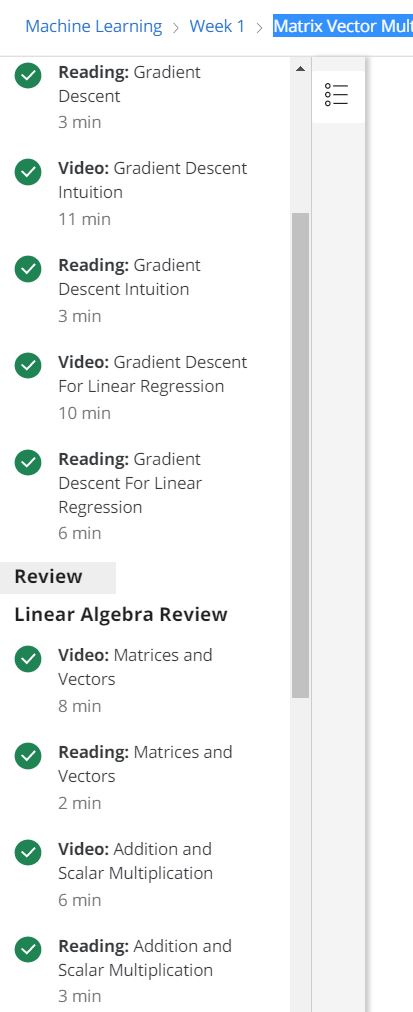 Machine Learning > Week 1 > Matrix Vector Mult
Reading: Gradient
Descent
3 min
Video: Gradient Descent
Intuition
11 min
Reading: Gradient
Descent Intuition
3 min
Video: Gradient Descent
For Linear Regression
10 min
Reading: Gradient
Descent For Linear
Regression
6 min
Review
Linear Algebra Review
Video: Matrices and
Vectors
8 min
Reading: Matrices and
Vectors
2 min
Video: Addition and
Scalar Multiplication
6 min
Reading: Addition and
Scalar Multiplication
3 min